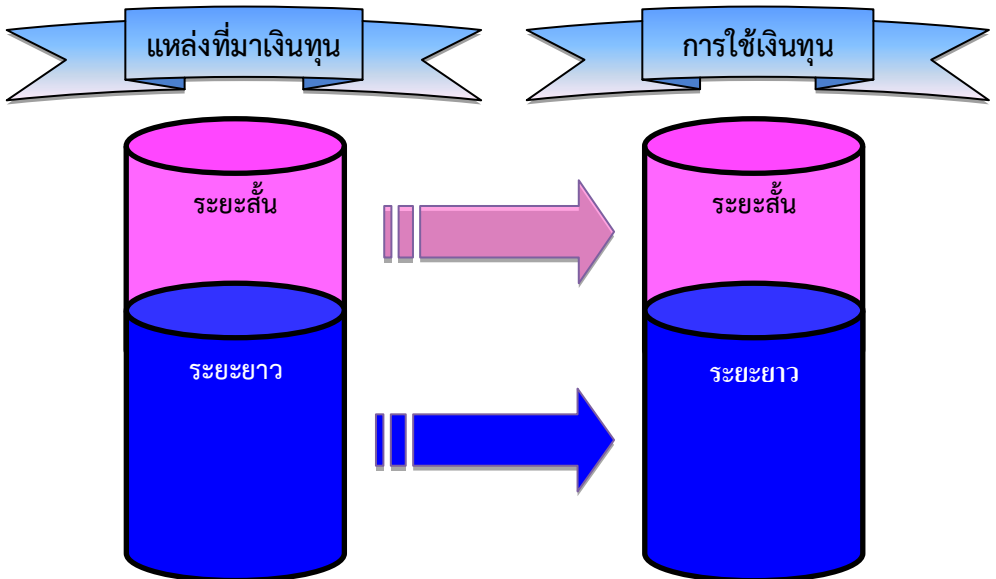 แหล่งที่มาเงินทุน
การใช้เงินทุน
ระยะสั้น
ระยะสั้น
ระยะยาว
ระยะยาว